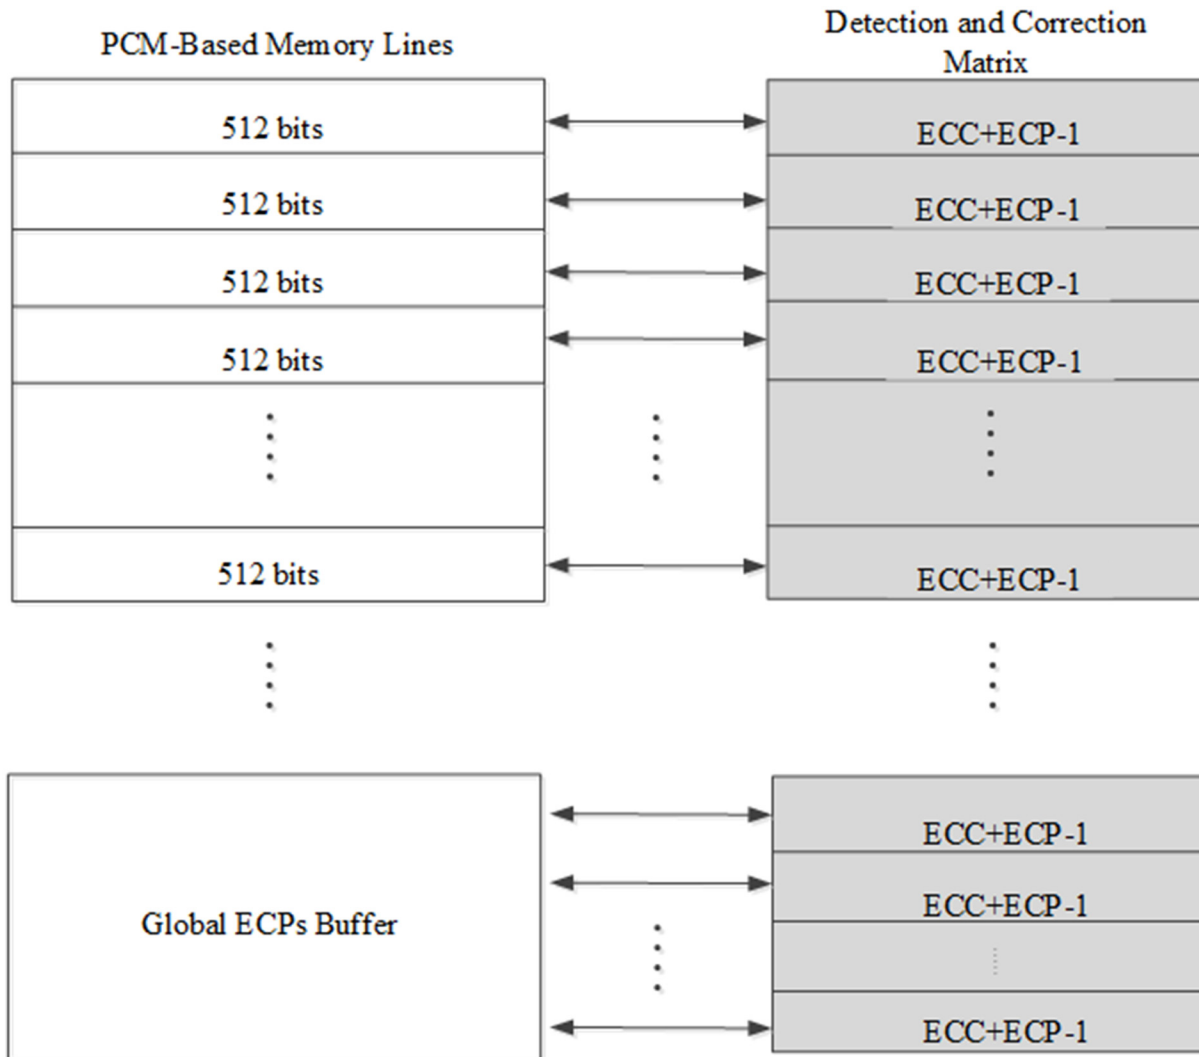 PCM-Based Memory Lines
Detection and Correction
Matrix
512 bits
ECC+ECP-1
512 bits
ECC+ECP-1
512 bits
ECC+ECP-1
512 bits
ECC+ECP-1
512 bits
ECC+ECP-1
Global ECPs Buffer
ECC+ECP-1
ECC+ECP-1
ECC+ECP-1